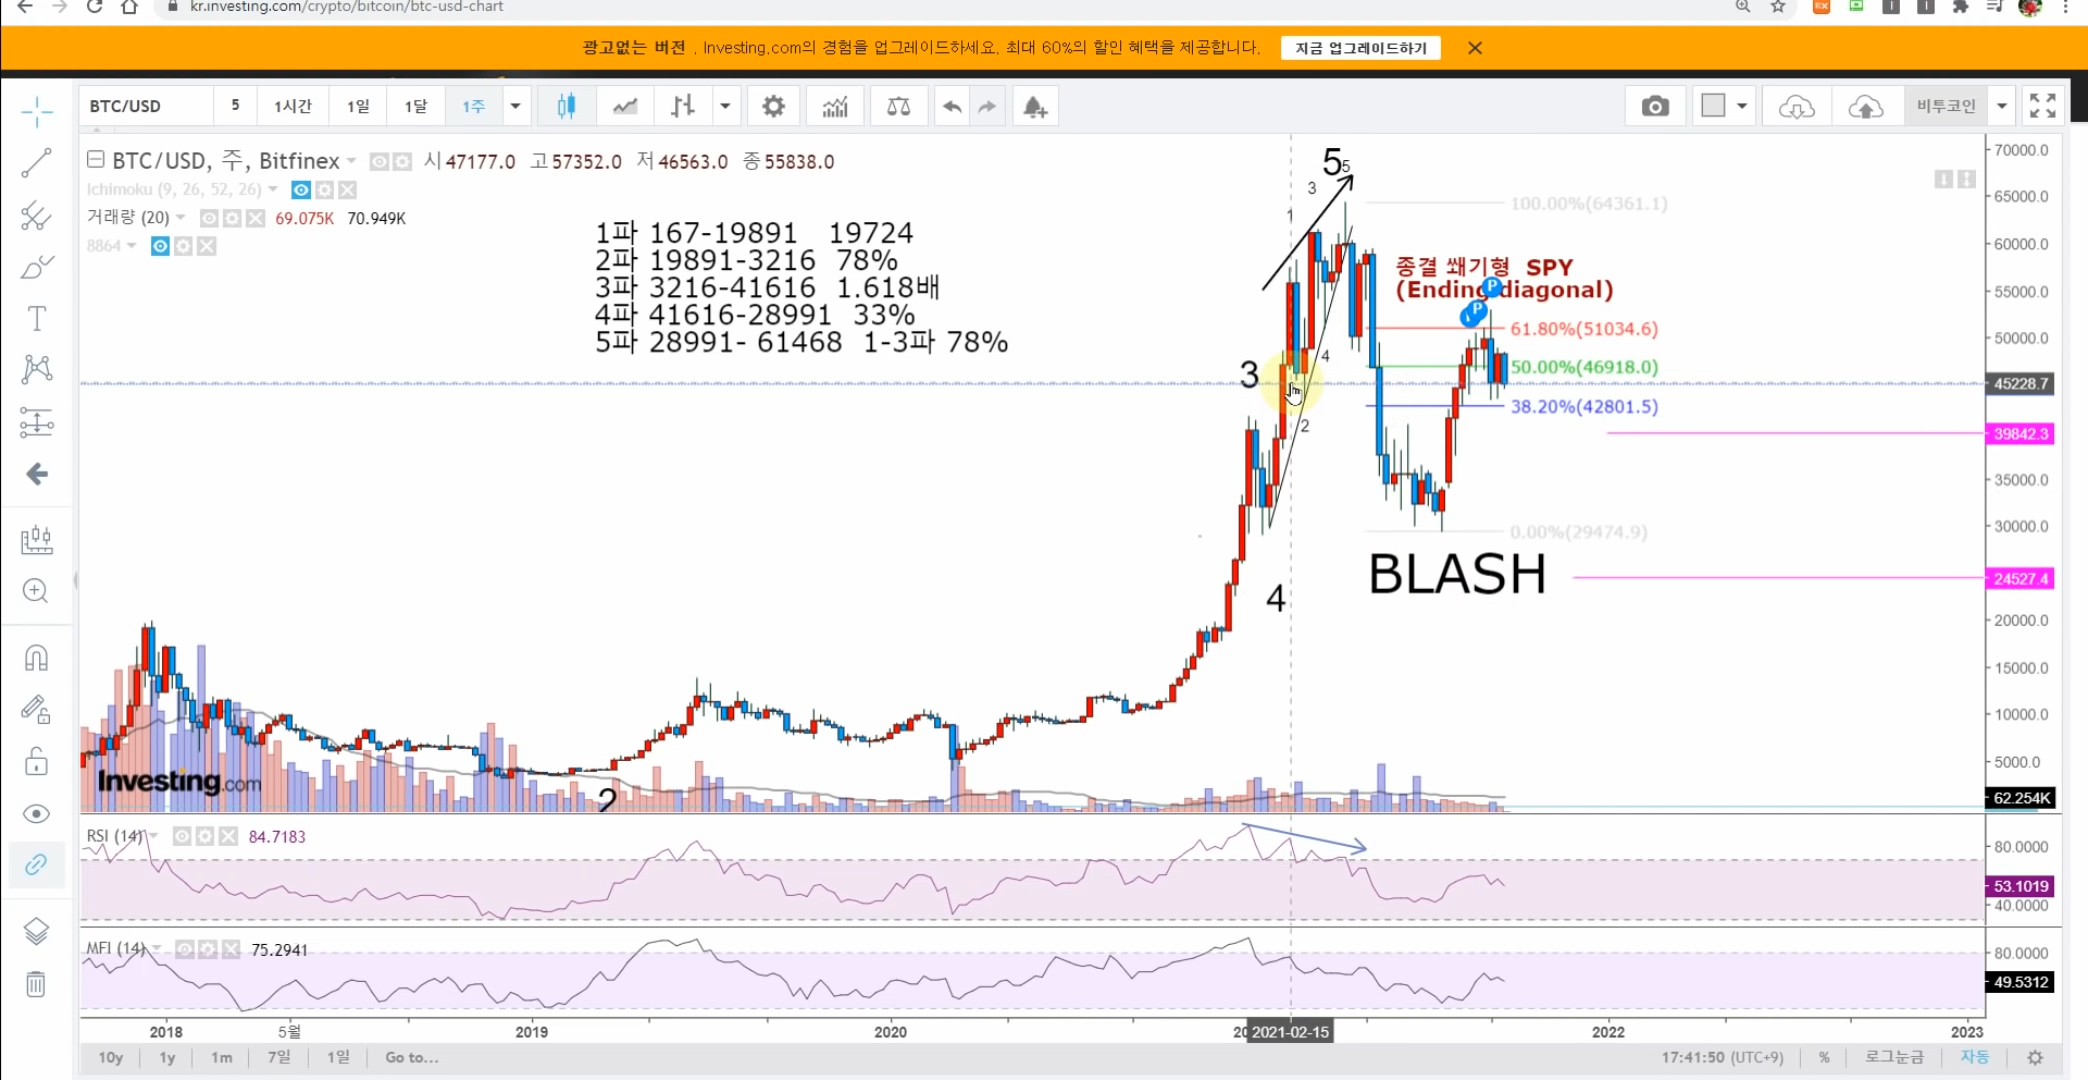 kr.investing.com/crypto/bitcoin/btc-usd-chart
광고없는 버전 . Investing.com의 경험을 업그레이드하세요. 최대 60%의 할인 혜택을 제공합니다. 지금 업그레이드하기
BTC/USD 5 1시간 1일 1달 1주 비투코인
BTC/USD, 주, Bitfinex 시 47177.0 고 57352.0 저 46563.0 종 55838.0
Ichimoku (9, 26, 52, 26)
거래량 (20) 69.075K 70.949K
8864
1파 167-19891 19724
2파 19891-3216 78%
3파 3216-41616 1.618배
4파 41616-28991 33%
5파 28991- 61468 1-3파 78%
5 5
3
1
4
2
3
4
2
종결 쐐기형 SPY
(Ending diagonal)
P
P
100.00%(64361.1)
61.80%(51034.6)
50.00%(46918.0)
38.20%(42801.5)
0.00%(29474.9)
BLASH
70000.0
65000.0
60000.0
55000.0
50000.0
45228.7
39842.3
35000.0
30000.0
24527.4
20000.0
15000.0
10000.0
5000.0
62.254K
Investing.com
RSI (14) 84.7183
80.0000
53.1019
40.0000
MFI (14) 75.2941
80.0000
49.5312
2018 5월 2019 2020 2021-02-15 2022 2023
10y 1y 1m 7일 1일 Go to... 17:41:50 (UTC+9) % 로그눈금 자동